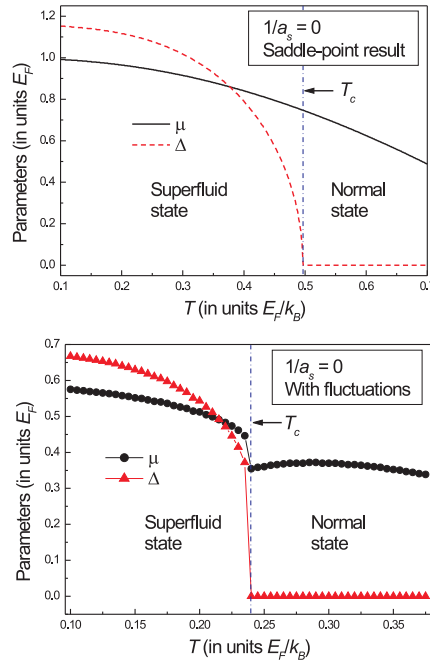 1/a_s = 0
Saddle-point result
T_c
μ
Δ
Superfluid
state
Normal
state
Parameters (in units E_F)
1.2
1.0
0.8
0.6
0.4
0.2
0.0
0.1 0.2 0.3 0.4 0.5 0.6 0.7
T (in units E_F/k_B)
1/a_s = 0
With fluctuations
T_c
μ
Δ
Superfluid
state
Normal
state
Parameters (in units E_F)
0.7
0.6
0.5
0.4
0.3
0.2
0.1
0.0
0.10 0.15 0.20 0.25 0.30 0.35
T (in units E_F/k_B)